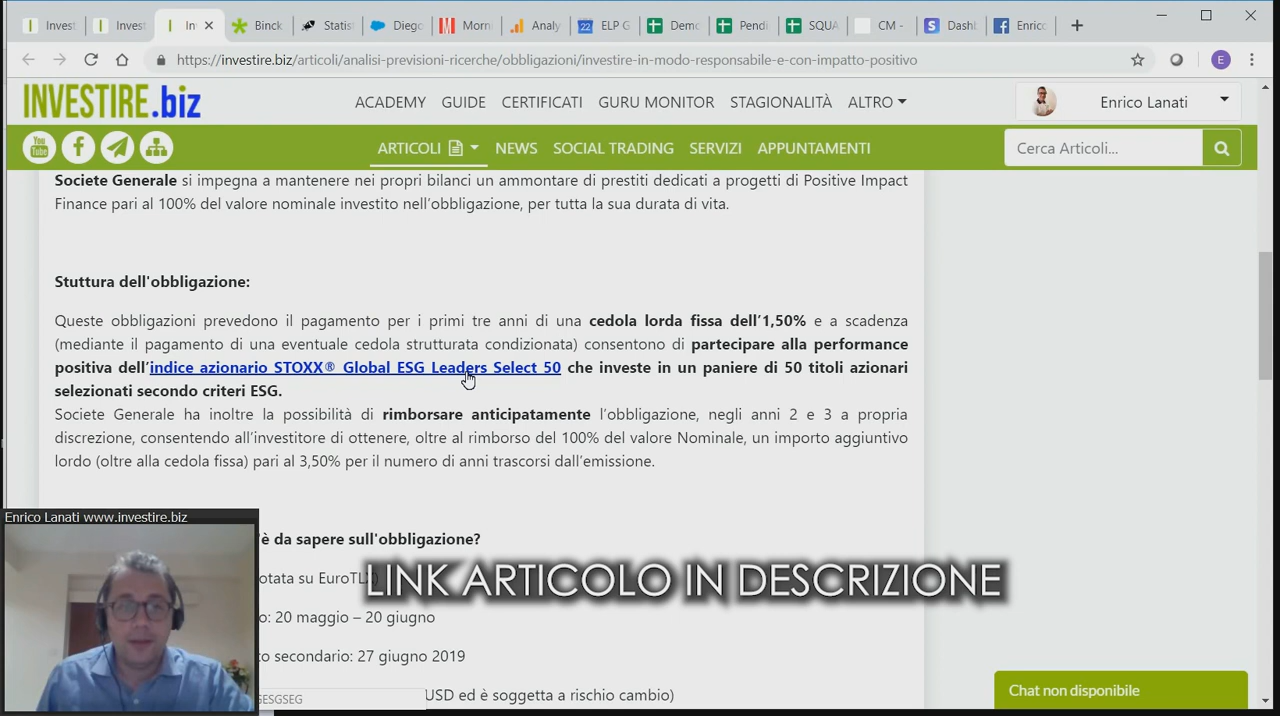 Invest
Invest
In
Binck
Statist
Diego
Morn
Analy
ELP G
Demo
Pendi
SQUA
CM -
Dashb
Enrico
https://investire.biz/articoli/analisi-previsioni-ricerche/obbligazioni/investire-in-modo-responsabile-e-con-impatto-positivo
E
INVESTIRE.biz
ACADEMY GUIDE CERTIFICATI GURU MONITOR STAGIONALITÀ ALTRO
Enrico Lanati
You Tube
ARTICOLI NEWS SOCIAL TRADING SERVIZI APPUNTAMENTI
Cerca Articoli...
Societe Generale si impegna a mantenere nei propri bilanci un ammontare di prestiti dedicati a progetti di Positive Impact
Finance pari al 100% del valore nominale investito nell'obbligazione, per tutta la sua durata di vita.
Stuttura dell'obbligazione:
Queste obbligazioni prevedono il pagamento per i primi tre anni di una cedola lorda fissa dell'1,50% e a scadenza
(mediante il pagamento di una eventuale cedola strutturata condizionata) consentono di partecipare alla performance
positiva dell'indice azionario STOXX® Global ESG Leaders Select 50 che investe in un paniere di 50 titoli azionari
selezionati secondo criteri ESG.
Societe Generale ha inoltre la possibilità di rimborsare anticipatamente l'obbligazione, negli anni 2 e 3 a propria
discrezione, consentendo all'investitore di ottenere, oltre al rimborso del 100% del valore Nominale, un importo aggiuntivo
lordo (oltre alla cedola fissa) pari al 3,50% per il numero di anni trascorsi dall'emissione.
Enrico Lanati www.investire.biz
'è da sapere sull'obbligazione?
otata su EuroTLX)
LINK ARTICOLO IN DESCRIZIONE
o: 20 maggio – 20 giugno
to secondario: 27 giugno 2019
USD ed è soggetta a rischio cambio)
ESGSEG
Chat non disponibile